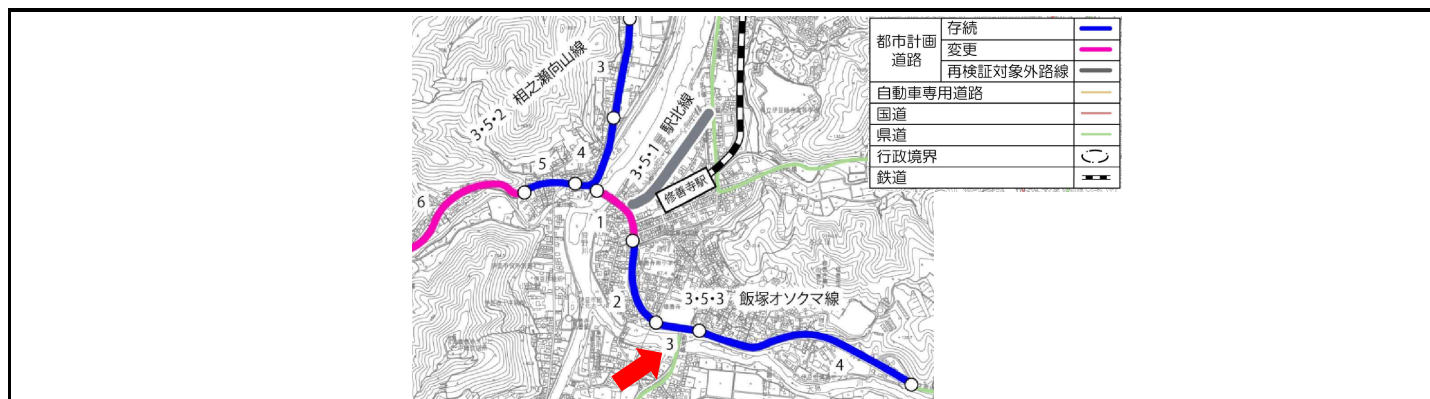 3・5・2 相之瀬向山線
3
4
5
6
3・5・1 駅北線
修善寺駅
1
2
3・5・3 飯塚オソクマ線
3
4
都市計画
道路
存続
変更
再検証対象外路線
自動車専用道路
国道
県道
行政境界
鉄道